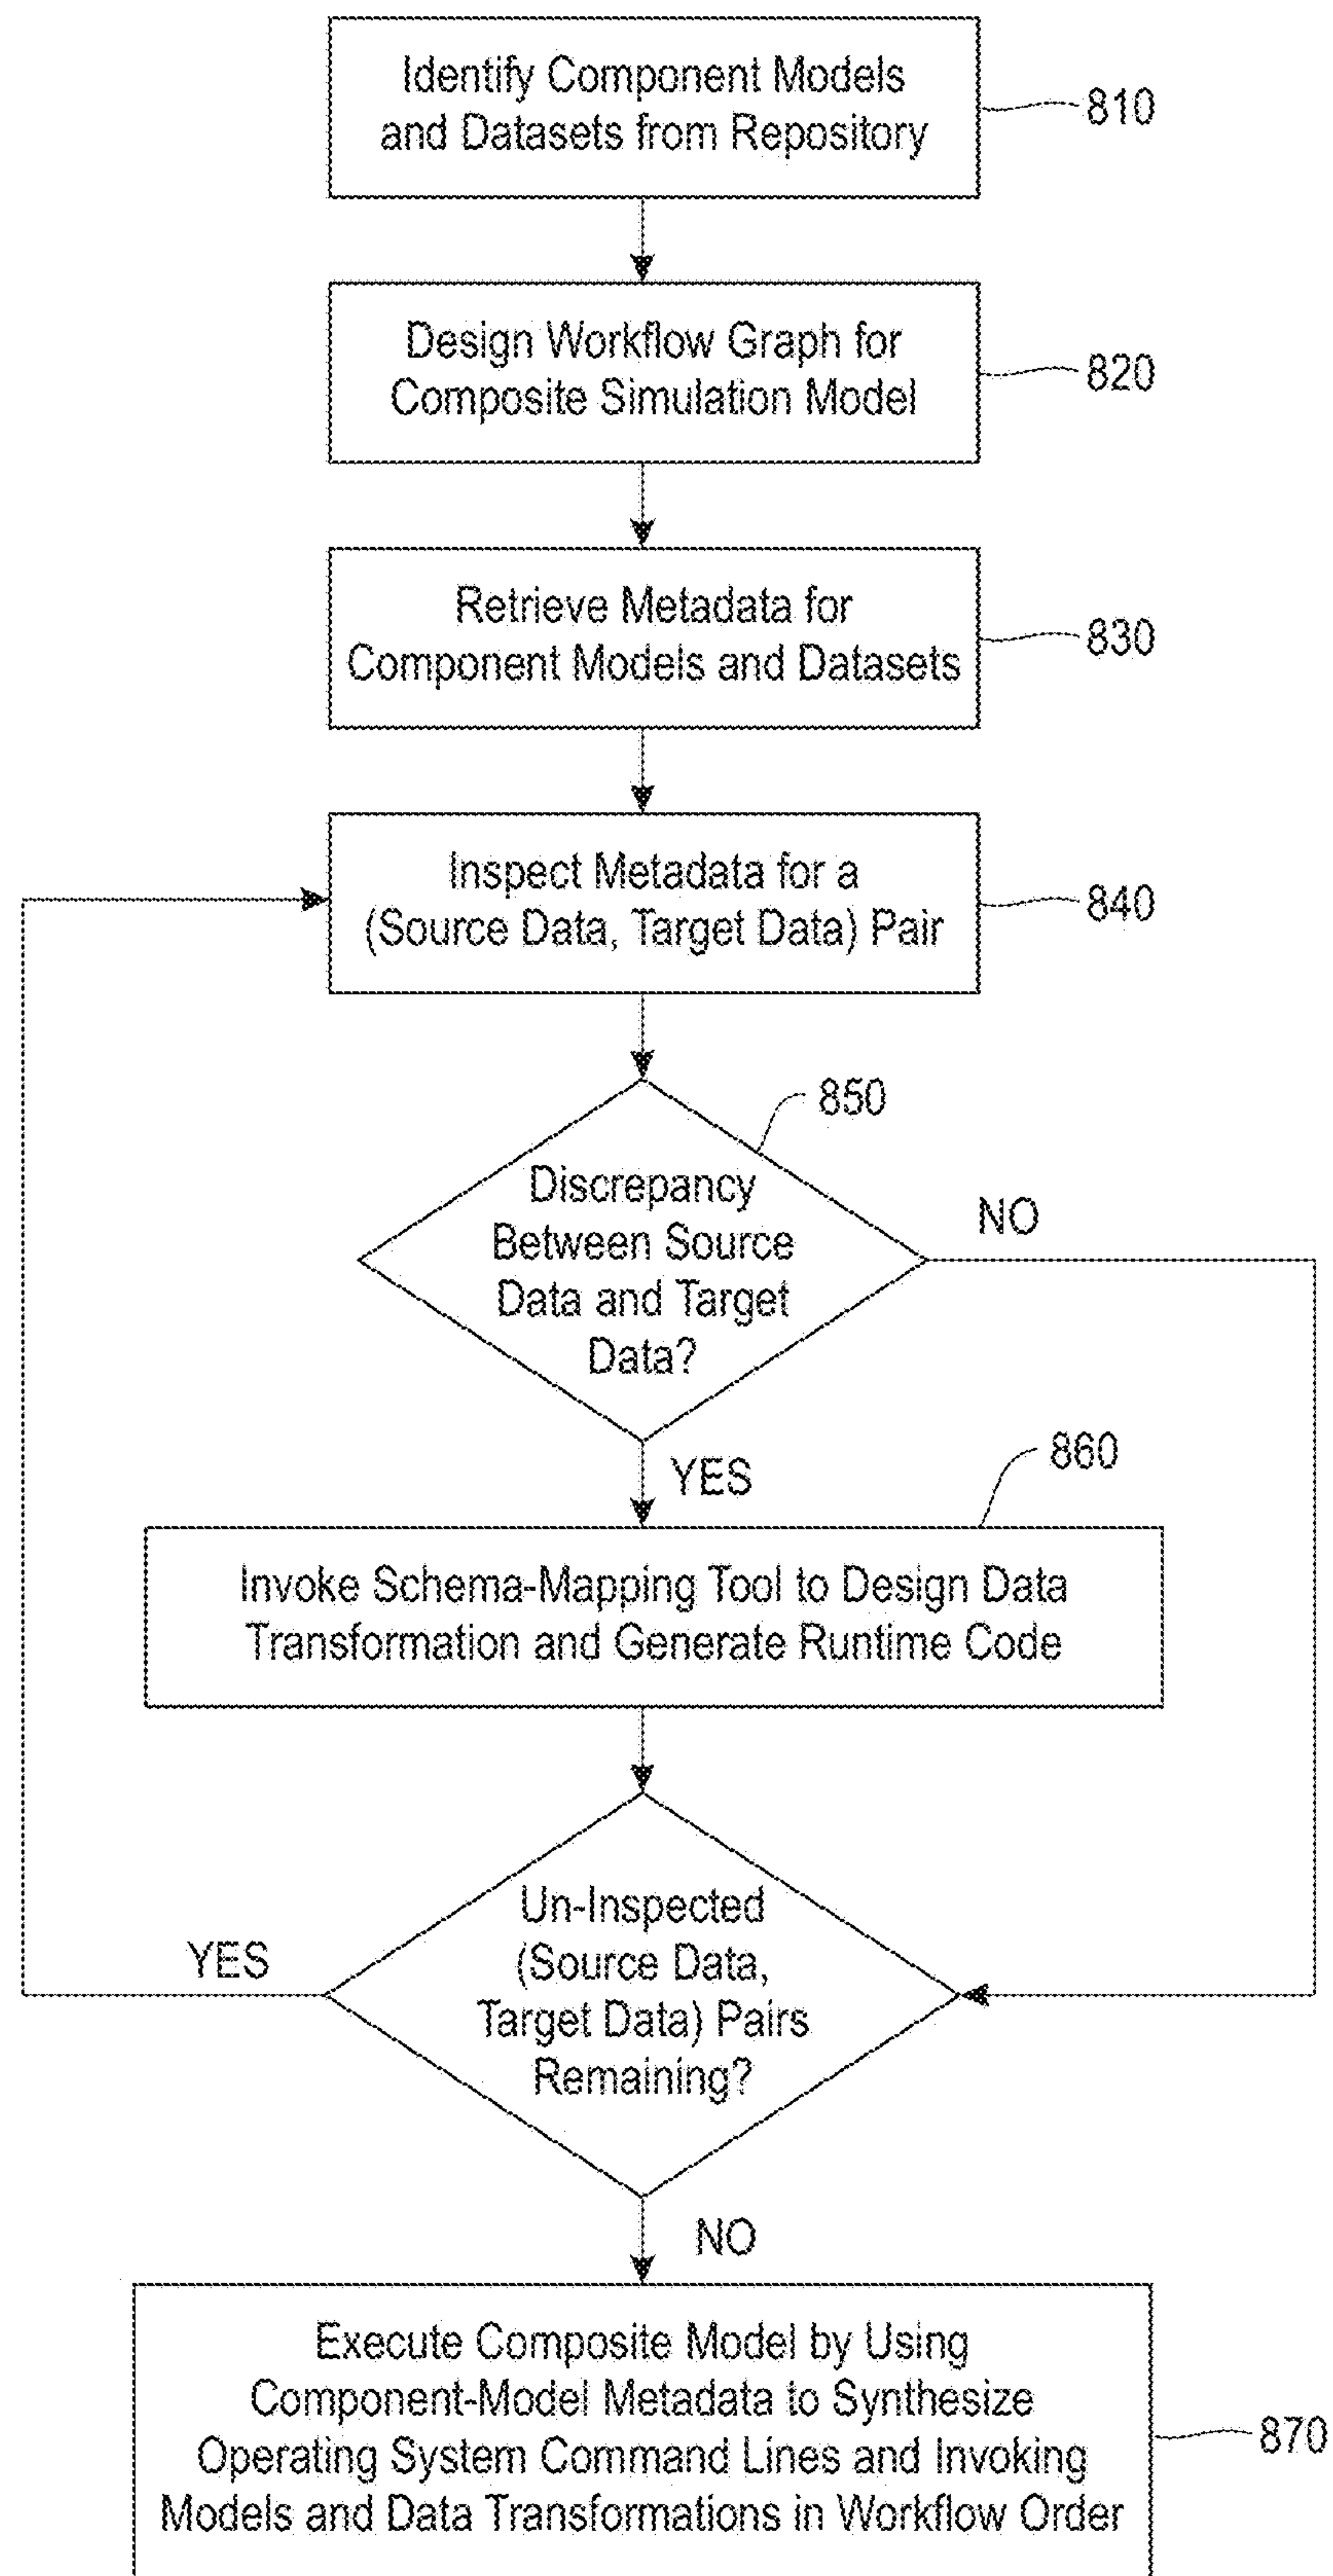 Identify Component Models
and Datasets from Repository
810
Design Workflow Graph for
Composite Simulation Model
820
Retrieve Metadata for
Component Models and Datasets
830
Inspect Metadata for a
(Source Data, Target Data) Pair
840
850
Discrepancy
Between Source
Data and Target
Data?
NO
YES
860
Invoke Schema-Mapping Tool to Design Data
Transformation and Generate Runtime Code
Un-Inspected
(Source Data,
Target Data) Pairs
Remaining?
YES
NO
Execute Composite Model by Using
Component-Model Metadata to Synthesize
Operating System Command Lines and Invoking
Models and Data Transformations in Workflow Order
870